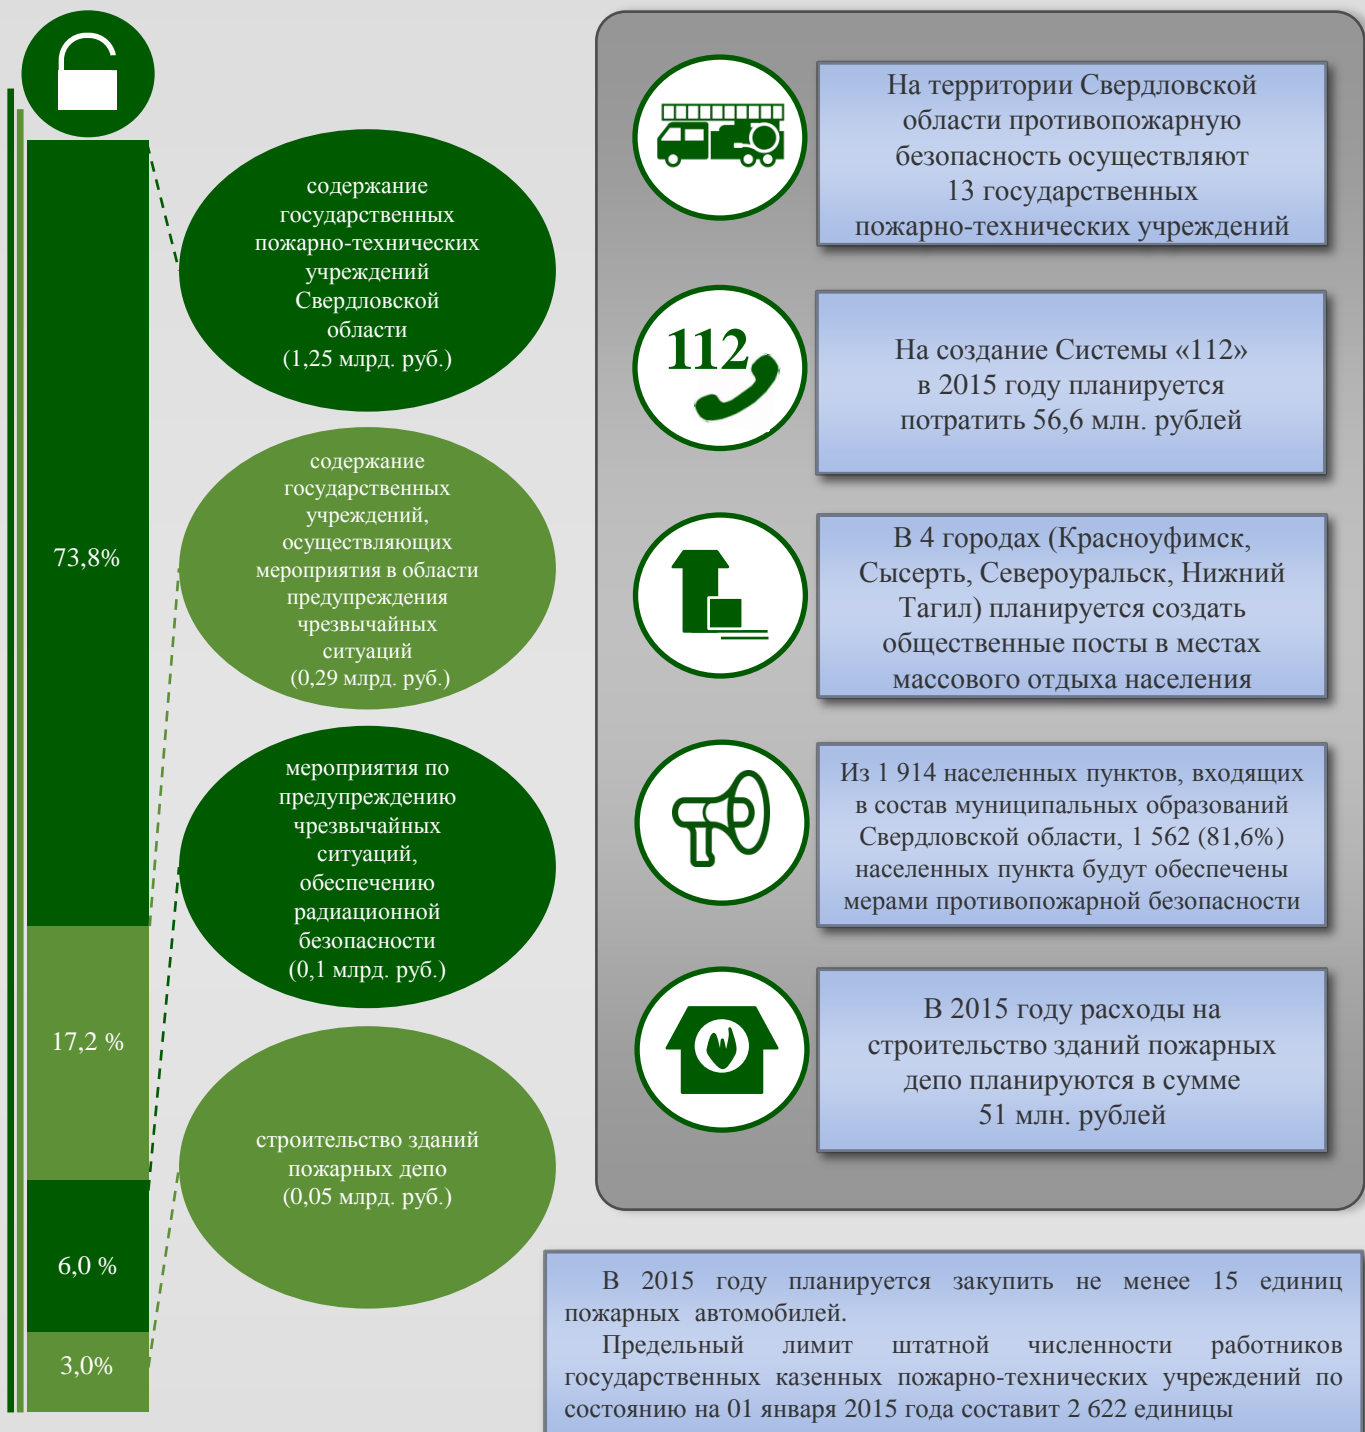 73,8%
17,2 %
6,0 %
3,0%
содержание
государственных
пожарно-технических
учреждений
Свердловской
области
(1,25 млрд. руб.)
содержание
государственных
учреждений,
осуществляющих
мероприятия в области
предупреждения
чрезвычайных
ситуаций
(0,29 млрд. руб.)
мероприятия по
предупреждению
чрезвычайных
ситуаций,
обеспечению
радиационной
безопасности
(0,1 млрд. руб.)
строительство зданий
пожарных депо
(0,05 млрд. руб.)
На территории Свердловской
области противопожарную
безопасность осуществляют
13 государственных
пожарно-технических учреждений
112
На создание Системы «112»
в 2015 году планируется
потратить 56,6 млн. рублей
В 4 городах (Красноуфимск,
Сысерть, Североуральск, Нижний
Тагил) планируется создать
общественные посты в местах
массового отдыха населения
Из 1 914 населенных пунктов, входящих
в состав муниципальных образований
Свердловской области, 1 562 (81,6%)
населенных пункта будут обеспечены
мерами противопожарной безопасности
В 2015 году расходы на
строительство зданий пожарных
депо планируются в сумме
51 млн. рублей
В 2015 году планируется закупить не менее 15 единиц
пожарных автомобилей.
Предельный лимит штатной численности работников
государственных казенных пожарно-технических учреждений по
состоянию на 01 января 2015 года составит 2 622 единицы